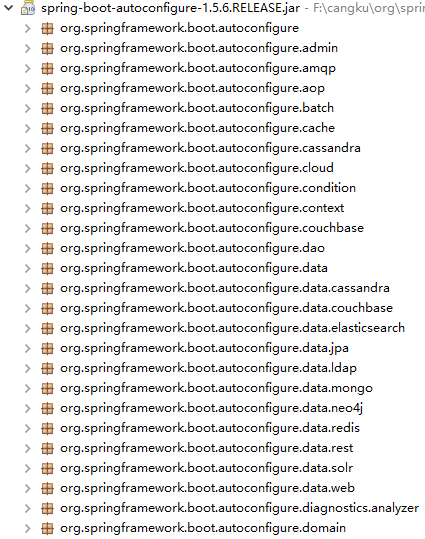 spring-boot-autoconfigure-1.5.6.RELEASE.jar - F:\cangku\org\spri
org.springframework.boot.autoconfigure
org.springframework.boot.autoconfigure.admin
org.springframework.boot.autoconfigure.amqp
org.springframework.boot.autoconfigure.aop
org.springframework.boot.autoconfigure.batch
org.springframework.boot.autoconfigure.cache
org.springframework.boot.autoconfigure.cassandra
org.springframework.boot.autoconfigure.cloud
org.springframework.boot.autoconfigure.condition
org.springframework.boot.autoconfigure.context
org.springframework.boot.autoconfigure.couchbase
org.springframework.boot.autoconfigure.dao
org.springframework.boot.autoconfigure.data
org.springframework.boot.autoconfigure.data.cassandra
org.springframework.boot.autoconfigure.data.couchbase
org.springframework.boot.autoconfigure.data.elasticsearch
org.springframework.boot.autoconfigure.data.jpa
org.springframework.boot.autoconfigure.data.ldap
org.springframework.boot.autoconfigure.data.mongo
org.springframework.boot.autoconfigure.data.neo4j
org.springframework.boot.autoconfigure.data.redis
org.springframework.boot.autoconfigure.data.rest
org.springframework.boot.autoconfigure.data.solr
org.springframework.boot.autoconfigure.data.web
org.springframework.boot.autoconfigure.diagnostics.analyzer
org.springframework.boot.autoconfigure.domain